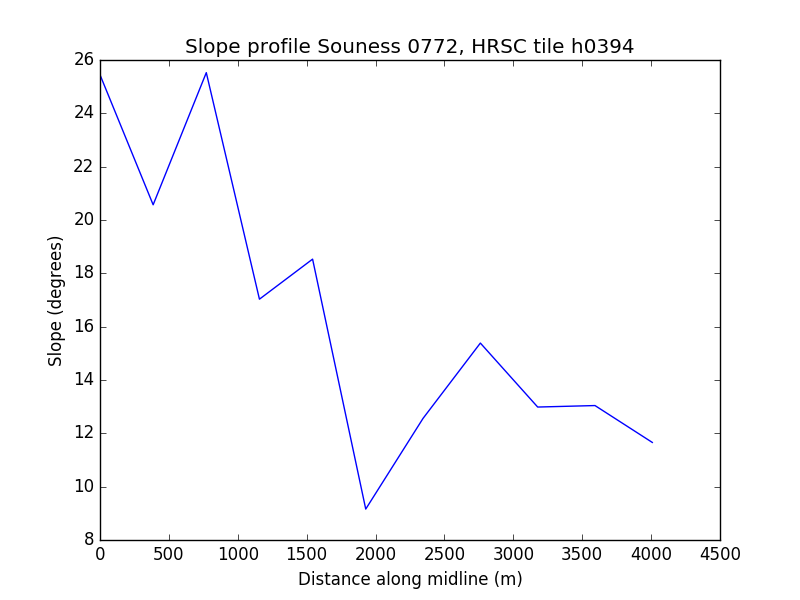 Slope profile Souness 0772, HRSC tile h0394
26
24
22
20
18
16
14
12
10
8
Slope (degrees)
0 500 1000 1500 2000 2500 3000 3500 4000 4500
Distance along midline (m)